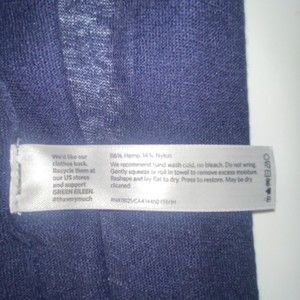 We'd like our
clothes back.
Recycle them at
our US stores
and support
GREEN EILEEN.
#thankyouverymuch
86% Hemp, 14% Nylon
We recommend hand wash cold, no bleach. Do not wring.
Gently squeeze or roll in towel to remove excess moisture.
Reshape and lay flat to dry. Press to restore. May be dry
cleaned.